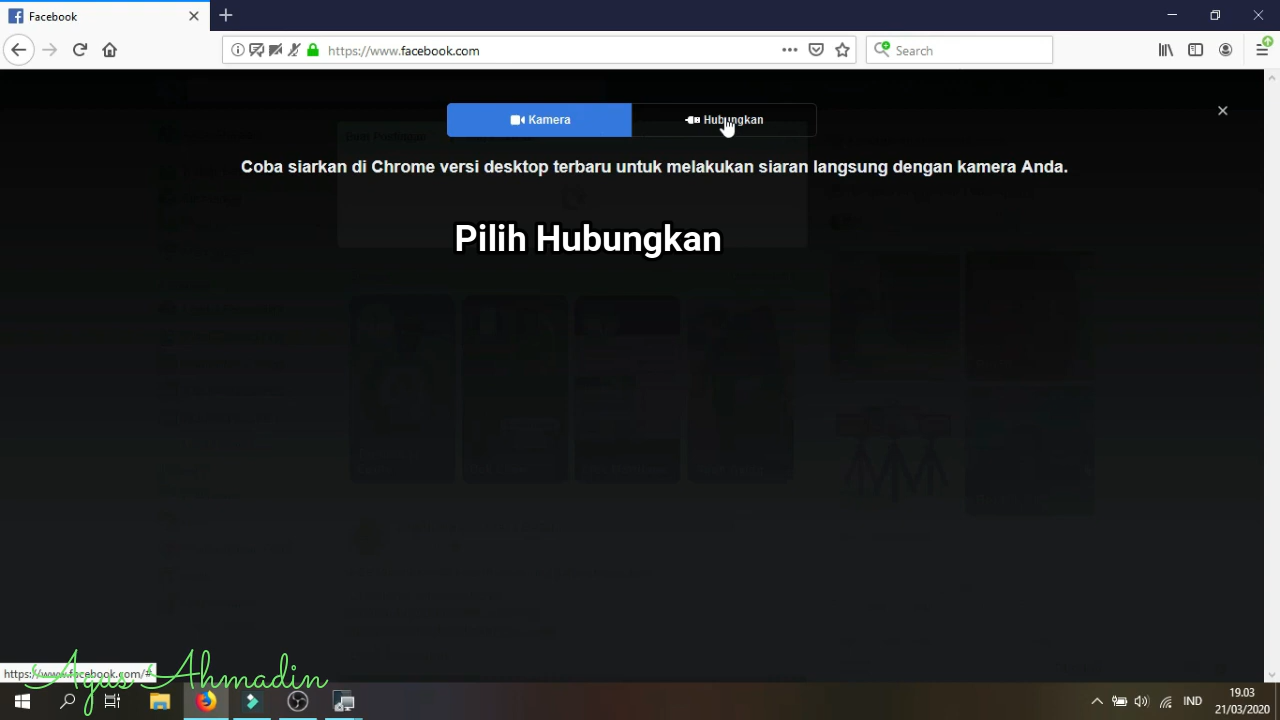 Facebook
https://www.facebook.com
Search
Kamera
Hubungkan
Coba siarkan di Chrome versi desktop terbaru untuk melakukan siaran langsung dengan kamera Anda.
Pilih Hubungkan
https://www.facebook.com/#
Agus Ahmadin
IND
19.03
21/03/2020